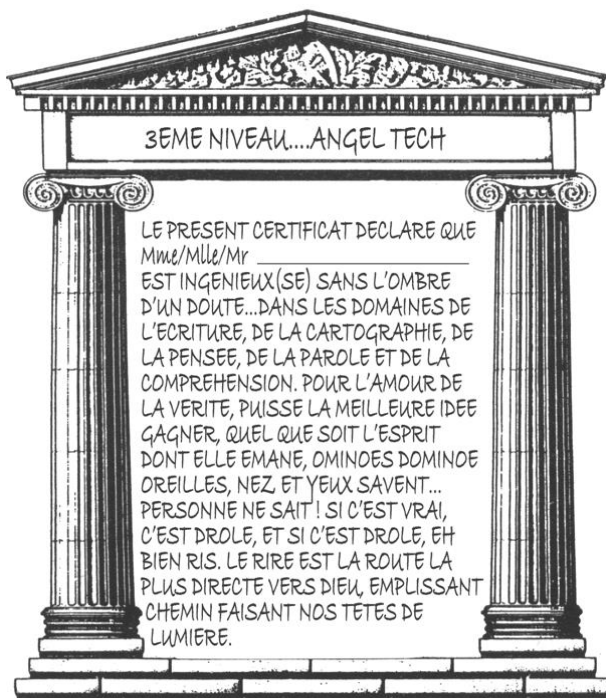 3EME NIVEAU....ANGEL TECH
LE PRESENT CERTIFICAT DECLARE QUE
Mme/Mlle/Mr ____________________
EST INGENIEUX(SE) SANS L'OMBRE
D'UN DOUTE...DANS LES DOMAINES DE
L'ECRITURE, DE LA CARTOGRAPHIE, DE
LA PENSEE, DE LA PAROLE ET DE LA
COMPREHENSION. POUR L'AMOUR DE
LA VERITE, PUISSE LA MEILLEURE IDEE
GAGNER, QUEL QUE SOIT L'ESPRIT
DONT ELLE EMANE, OMINOES DOMINOE
OREILLES, NEZ ET YEUX SAVENT...
PERSONNE NE SAIT ! SI C'EST VRAI,
C'EST DROLE, ET SI C'EST DROLE, EH
BIEN RIS. LE RIRE EST LA ROUTE LA
PLUS DIRECTE VERS DIEU, EMPLISSANT
CHEMIN FAISANT NOS TETES DE
LUMIERE.